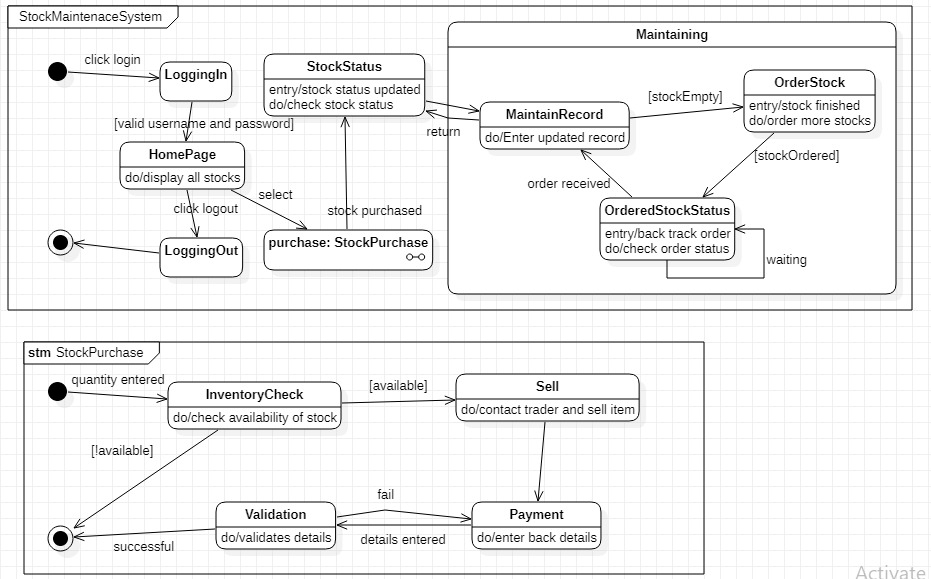 StockMaintenaceSystem
click login
LoggingIn
[valid username and password]
HomePage
do/display all stocks
click logout
select
LoggingOut
StockStatus
entry/stock status updated
do/check stock status
stock purchased
purchase: StockPurchase
return
Maintaining
MaintainRecord
do/Enter updated record
[stockEmpty]
OrderStock
entry/stock finished
do/order more stocks
[stockOrdered]
order received
OrderedStockStatus
entry/back track order
do/check order status
waiting
stm StockPurchase
quantity entered
InventoryCheck
do/check availability of stock
[available]
Sell
do/contact trader and sell item
[!available]
Validation
do/validates details
fail
details entered
Payment
do/enter back details
successful
Activate